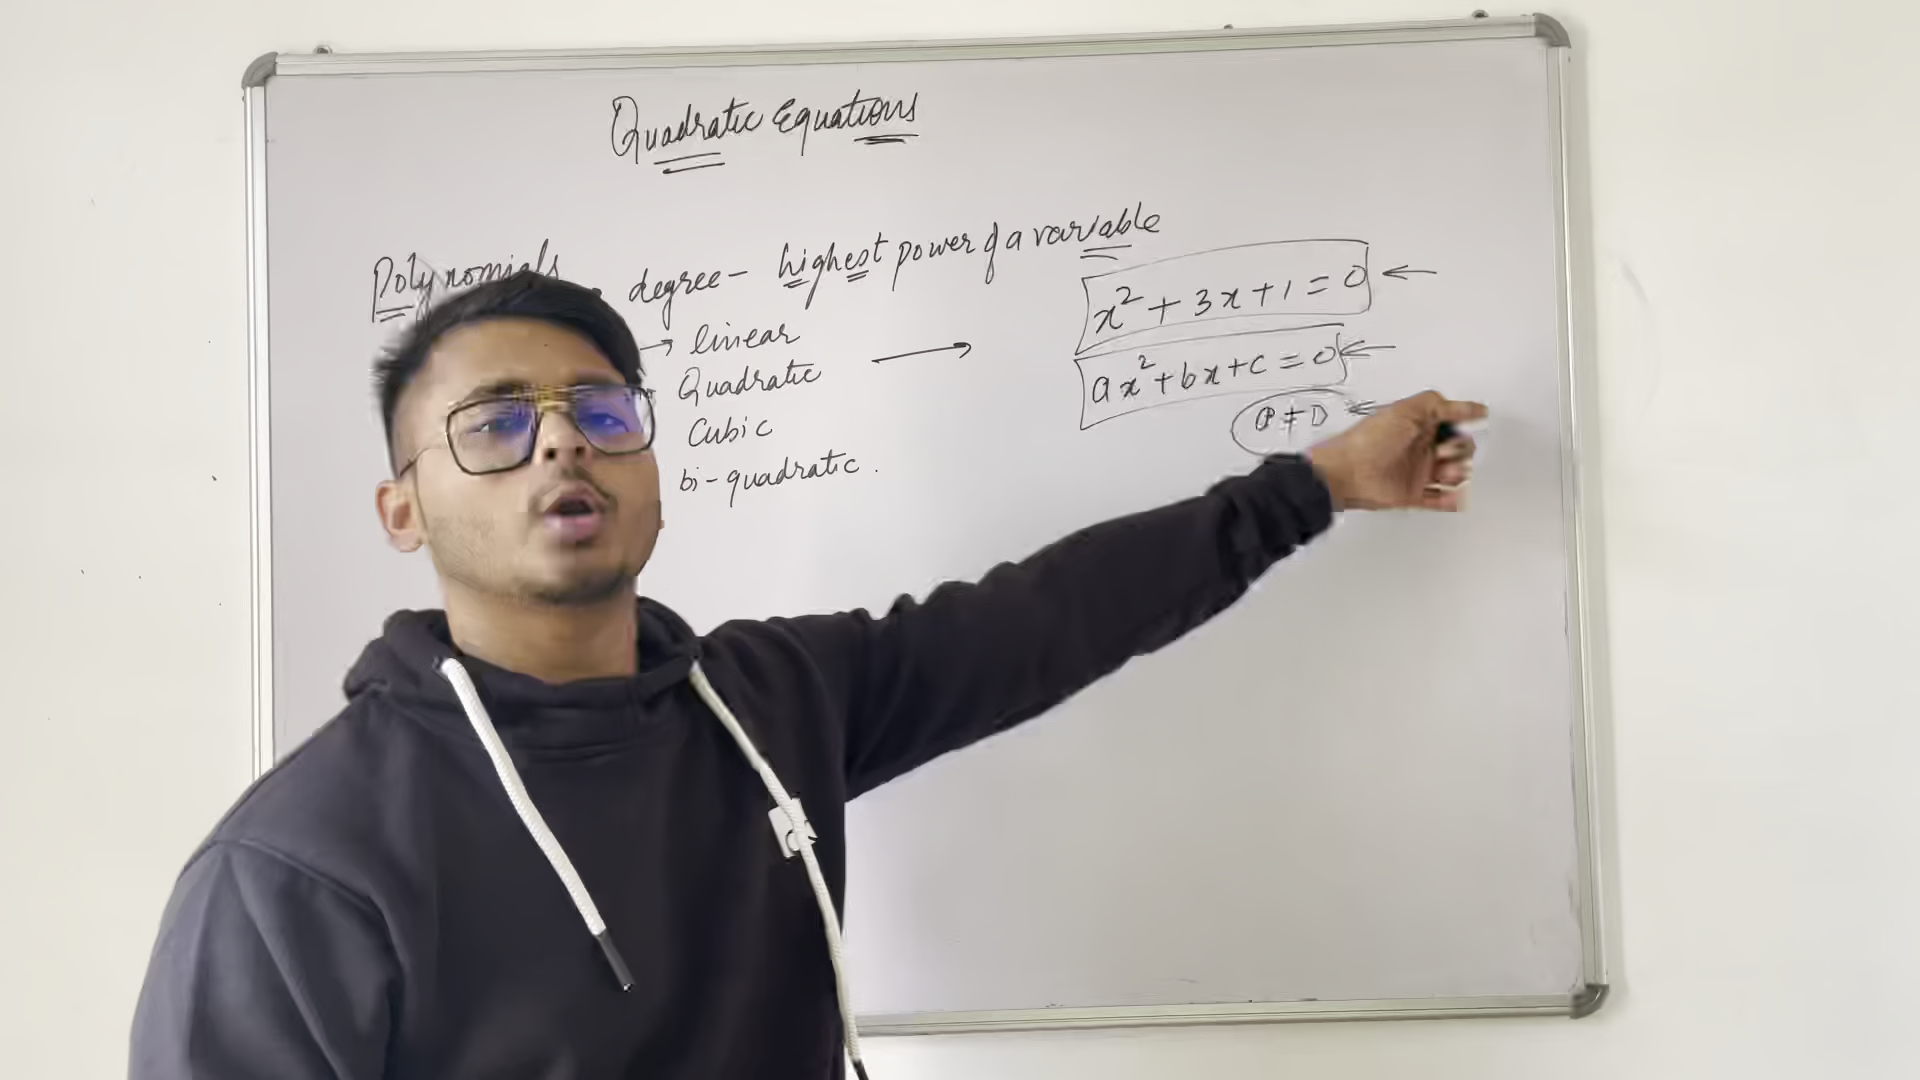 Quadratic Equations
Polynomials
degree - highest power of a variable
→ linear
Quadratic →
Cubic
bi-quadratic.
x² + 3x + 1 = 0 ←
ax² + bx + c = 0 ←
a ≠ 0 ←